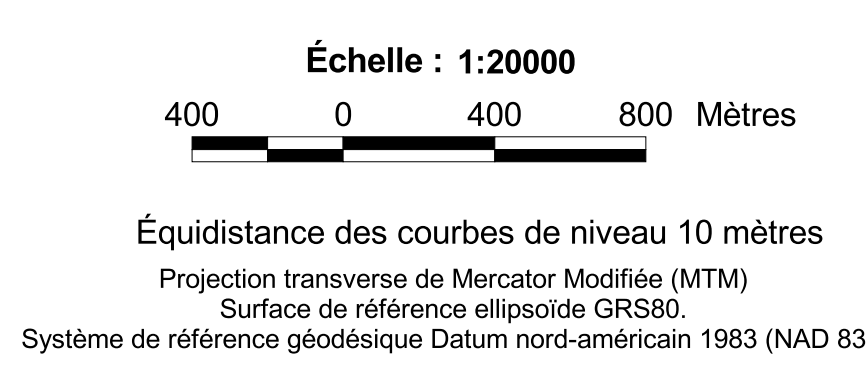 Échelle : 1:20000
400 0 400 800 Mètres
Équidistance des courbes de niveau 10 mètres
Projection transverse de Mercator Modifiée (MTM)
Surface de référence ellipsoïde GRS80.
Système de référence géodésique Datum nord-américain 1983 (NAD 83